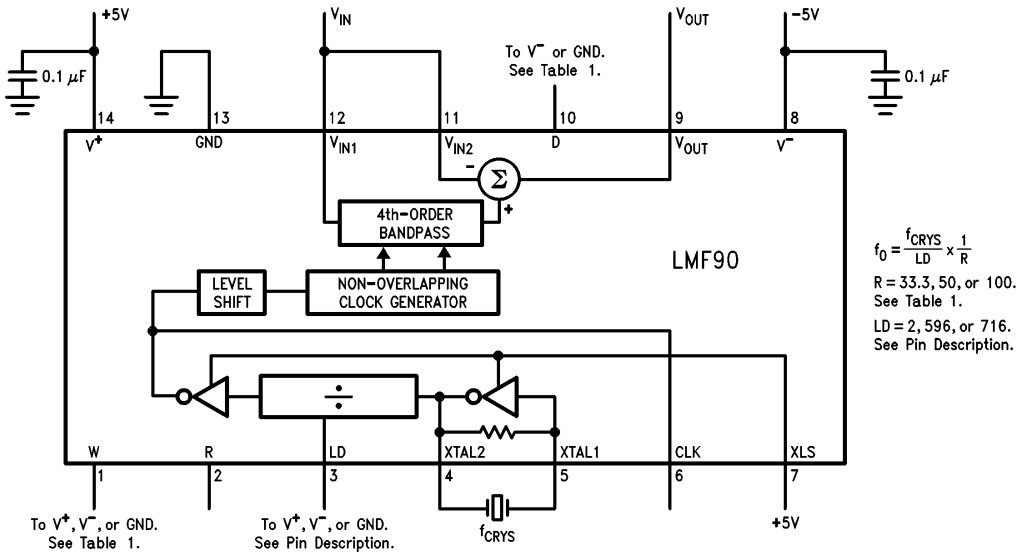 +5V
V_IN
V_OUT
-5V
0.1 μF
To V⁻ or GND.
See Table 1.
0.1 μF
14
13
12
11
10
9
8
V⁺
GND
V_IN1
V_IN2
D
V_OUT
V⁻
-
Σ
+
4th-ORDER
BANDPASS
LMF90
LEVEL
SHIFT
NON-OVERLAPPING
CLOCK GENERATOR
f_0 = f_CRYS/LD x 1/R
R = 33.3, 50, or 100.
See Table 1.
LD = 2, 596, or 716.
See Pin Description.
÷
W
R
LD
XTAL2
XTAL1
CLK
XLS
1
2
3
4
5
6
7
To V⁺, V⁻, or GND.
See Table 1.
To V⁺, V⁻, or GND.
See Pin Description.
f_CRYS
+5V